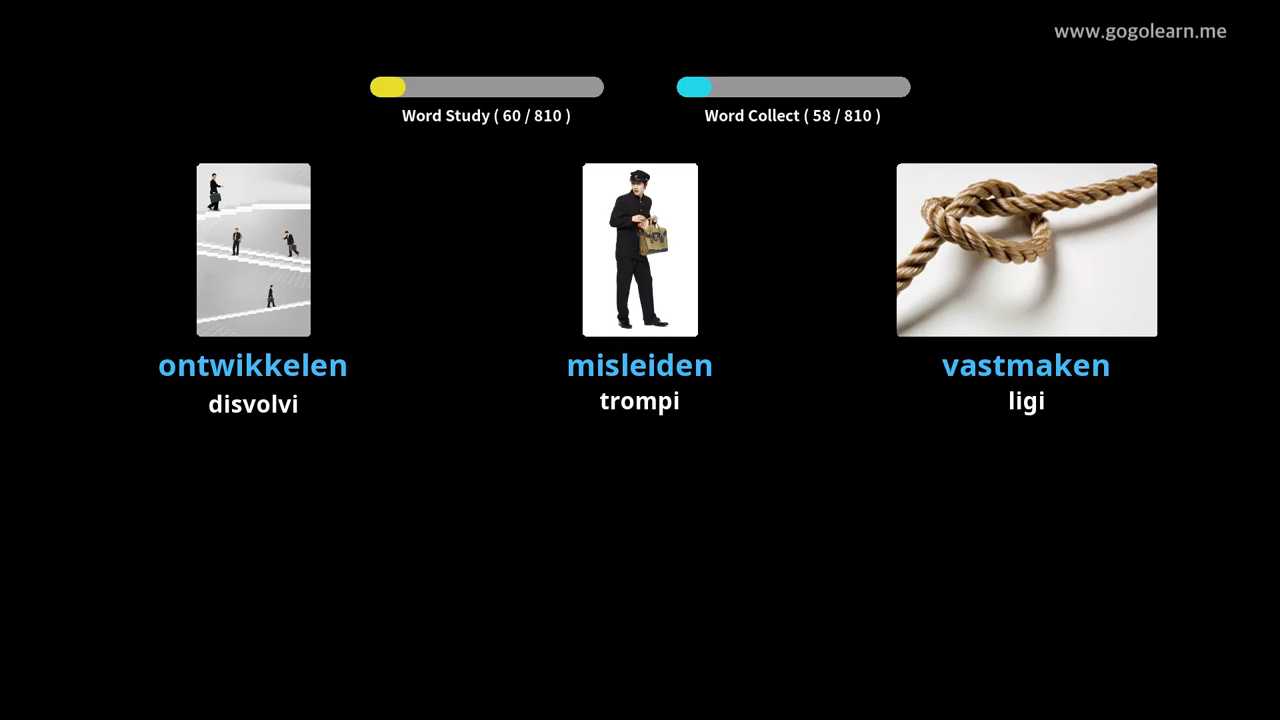 www.gogolearn.me
Word Study ( 60 / 810 )
Word Collect ( 58 / 810 )
ontwikkelen
misleiden
vastmaken
disvolvi
trompi
ligi